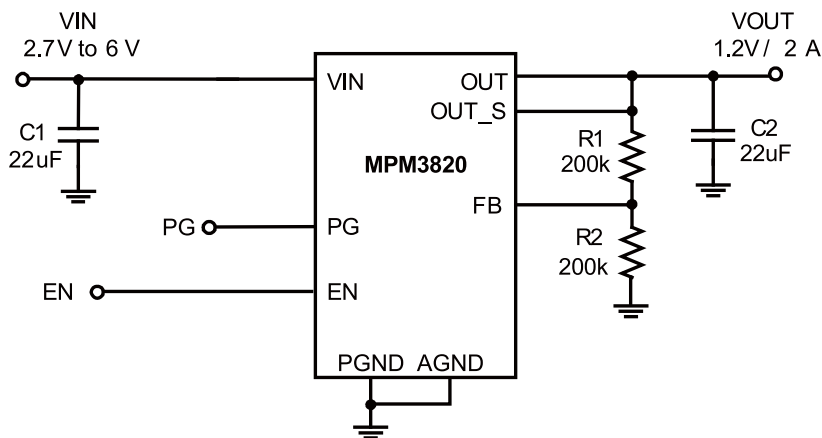 VIN
2.7V to 6 V
VOUT
1.2V / 2 A
VIN
OUT
OUT_S
C1
22uF
R1
200k
C2
22uF
MPM3820
FB
PG
PG
R2
200k
EN
EN
PGND AGND